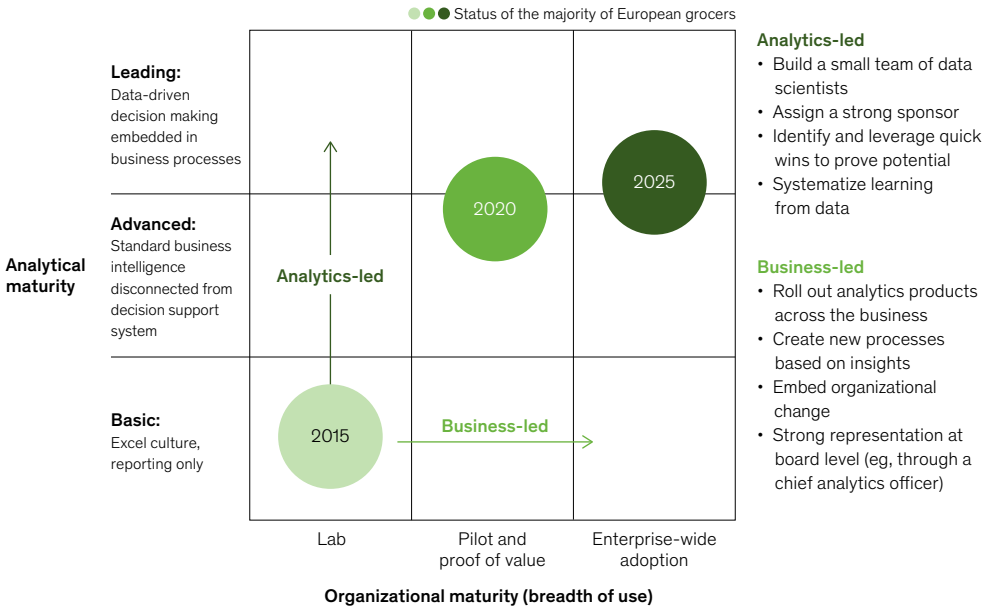 Status of the majority of European grocers
Analytical
maturity
Leading:
Data-driven
decision making
embedded in
business processes
Advanced:
Standard business
intelligence
disconnected from
decision support
system
Basic:
Excel culture,
reporting only
2015
2020
2025
Analytics-led
Business-led
Lab
Pilot and
proof of value
Enterprise-wide
adoption
Organizational maturity (breadth of use)
Analytics-led
• Build a small team of data
scientists
• Assign a strong sponsor
• Identify and leverage quick
wins to prove potential
• Systematize learning
from data
Business-led
• Roll out analytics products
across the business
• Create new processes
based on insights
• Embed organizational
change
• Strong representation at
board level (eg, through a
chief analytics officer)